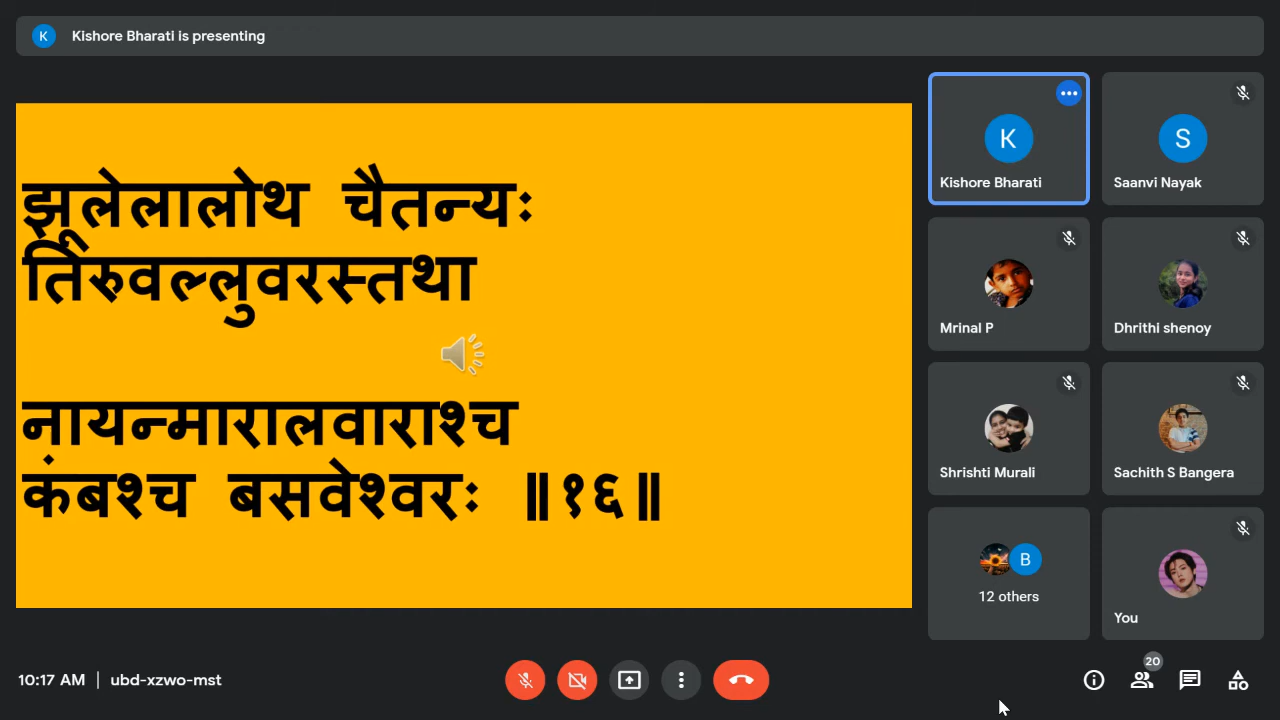 K Kishore Bharati is presenting
झूलेलालोथ चैतन्यः
तिरुवल्लुवरस्तथा
नायन्मारालवाराश्च
कंबश्च बसवेश्वरः ॥१६॥
K
Kishore Bharati
S
Saanvi Nayak
Mrinal P
Dhrithi shenoy
Shrishti Murali
Sachith S Bangera
B
12 others
You
10:17 AM | ubd-xzwo-mst
20